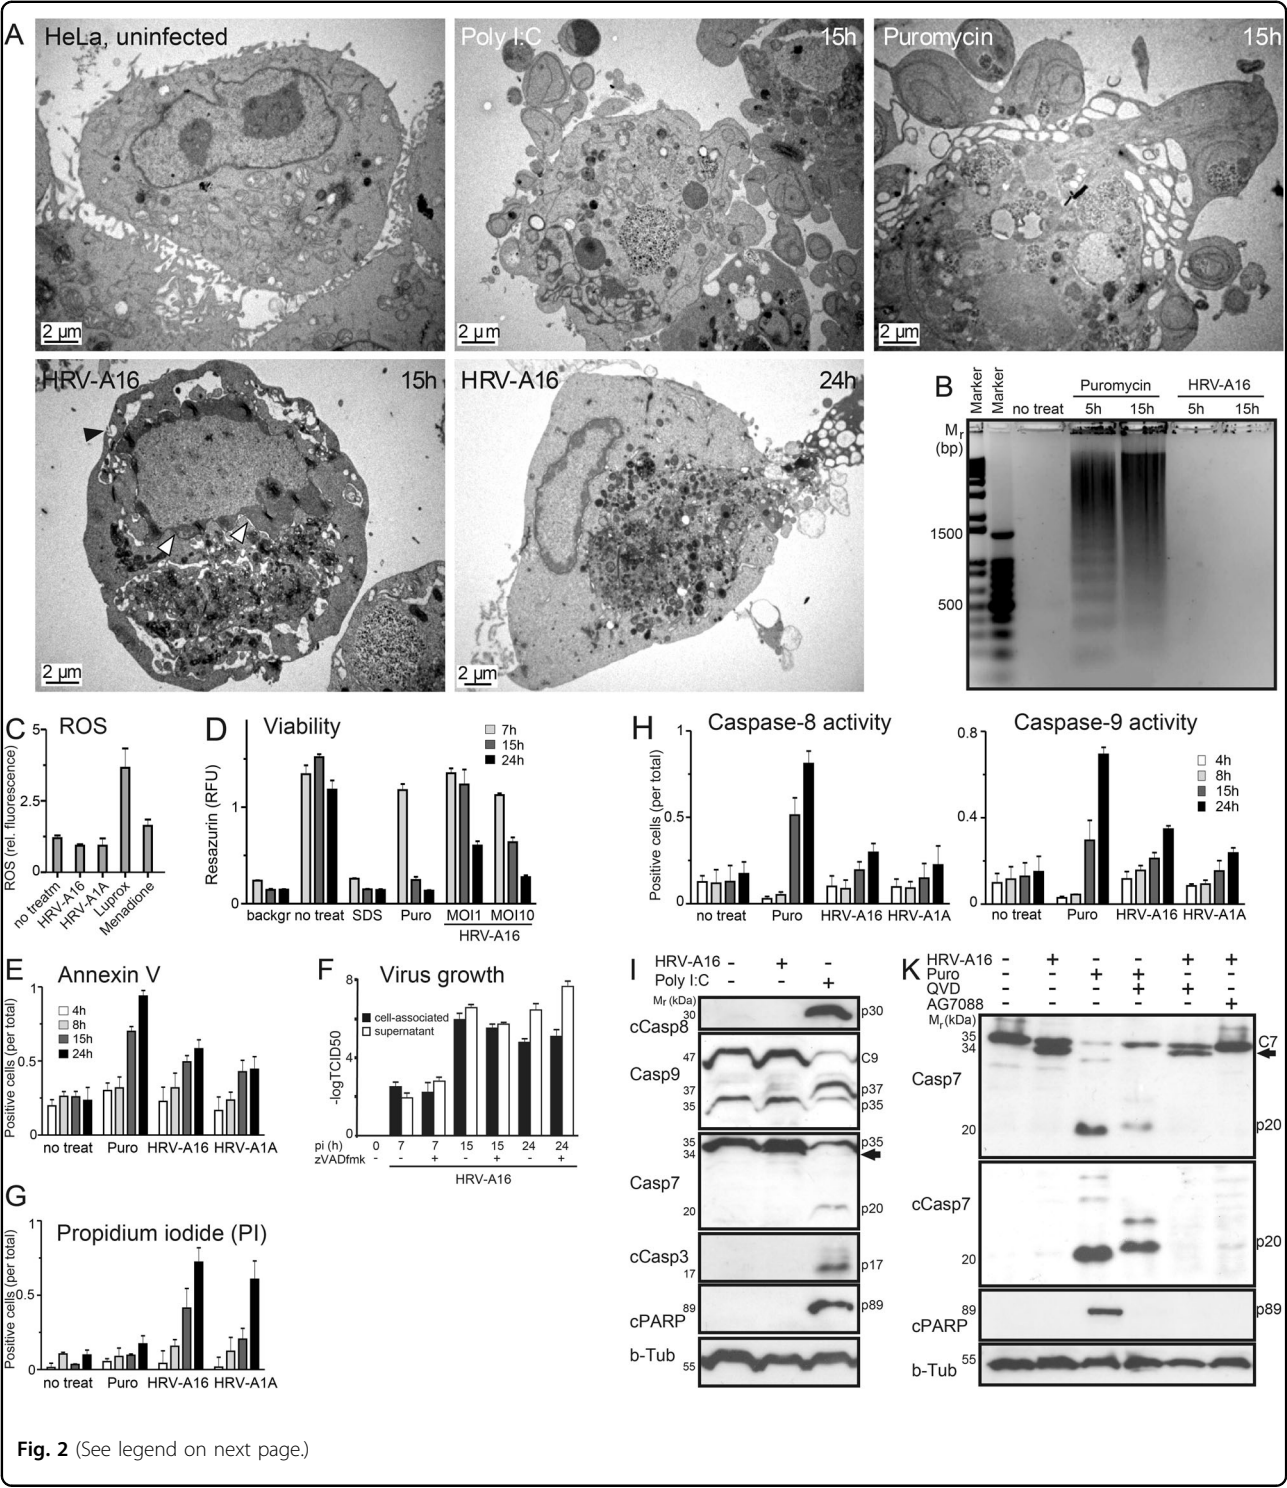 A
HeLa, uninfected
2 µm
Poly I:C 15h
2 µm
Puromycin 15h
2 µm
HRV-A16 15h
2 µm
HRV-A16 24h
2 µm
B
Marker
Marker
no treat
Puromycin HRV-A16
5h 15h 5h 15h
Mr
(bp)
1500
500
C ROS
ROS (rel. fluorescence)
5
2.5
0
no treatm
HRV-A16
HRV-A1A
Luprox
Menadione
D Viability
Resazurin (RFU)
1
0
7h
15h
24h
backgr no treat SDS Puro MOI1 MOI10
HRV-A16
H Caspase-8 activity
Positive cells (per total)
1
0.5
0
no treat Puro HRV-A16 HRV-A1A
Caspase-9 activity
0.8
0.4
0
4h
8h
15h
24h
no treat Puro HRV-A16 HRV-A1A
E Annexin V
Positive cells (per total)
1
0.5
0
4h
8h
15h
24h
no treat Puro HRV-A16 HRV-A1A
F Virus growth
-logTCID50
8
4
0
cell-associated
supernatant
pi (h) 0 7 7 15 15 24 24
zVADfmk - - + - + - +
HRV-A16
G
Propidium iodide (PI)
Positive cells (per total)
1
0.5
0
no treat Puro HRV-A16 HRV-A1A
I
HRV-A16 - + -
Poly I:C - - +
Mr (kDa)
30
cCasp8 p30
47 C9
Casp9
37 p37
35 p35
35 p35
34
Casp7
20 p20
cCasp3
17 p17
89 p89
cPARP
b-Tub
55
K
HRV-A16 - + - - + +
Puro - - + + - -
QVD - - - + + -
AG7088 - - - - - +
Mr (kDa)
35 C7
34
Casp7
20 p20
cCasp7
20 p20
89 p89
cPARP
55
b-Tub
Fig. 2 (See legend on next page.)